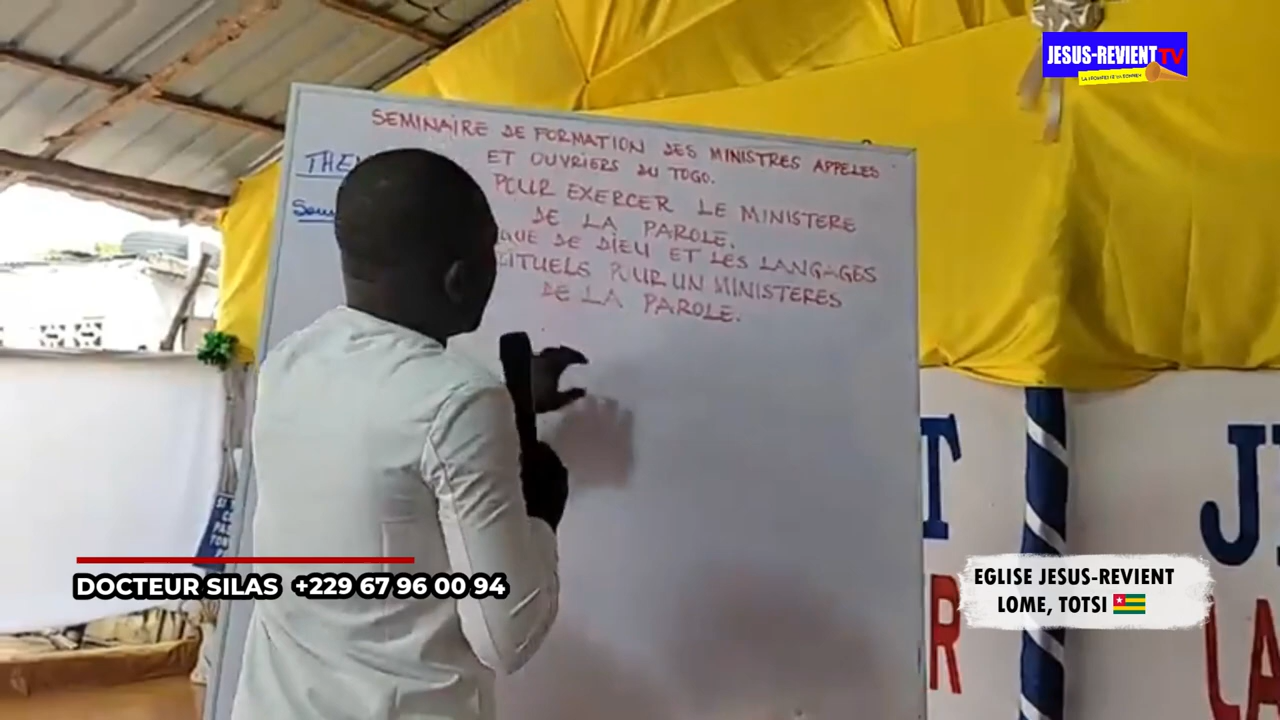 JESUS-REVIENT TV
SEMINAIRE DE FORMATION DES MINISTRES APPELES
ET OUVRIERS DU TOGO.
POUR EXERCER LE MINISTERE
DE LA PAROLE.
DE DIEU ET LES LANGAGES
POUR UN MINISTERES
DE LA PAROLE.
DOCTEUR SILAS +229 67 96 00 94
EGLISE JESUS-REVIENT
LOME, TOTSI